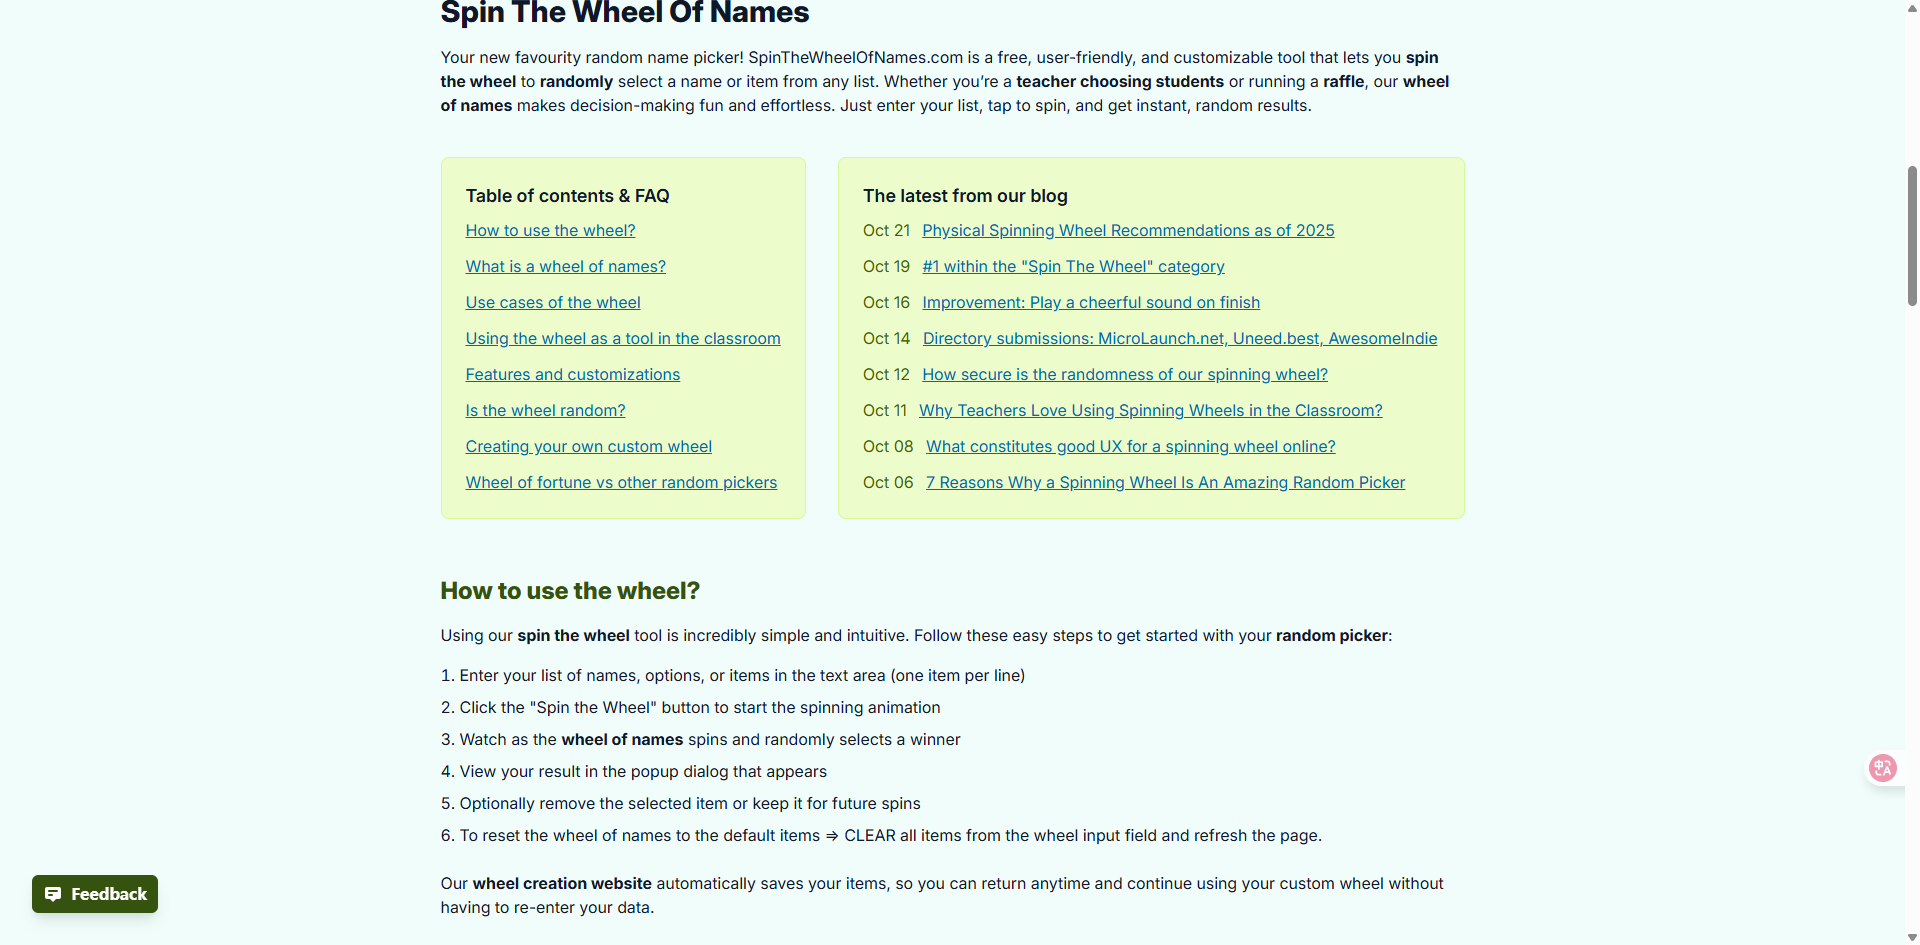 Spin The Wheel Of Names
Your new favourity random name picker! SpinTheWheelOfNames.com is a free, user-friendly, and customizable tool that lets you spin
the wheel to randomly select a name or item from any list. Whether you’re a teacher choosing students or running a raffle, our wheel
of names makes decision-making fun and effortless. Just enter your list, tap to spin, and get instant, random results.
Table of contents & FAQ
How to use the wheel?
What is a wheel of names?
Use cases of the wheel
Using the wheel as a tool in the classroom
Features and customizations
Is the wheel random?
Creating your own custom wheel
Wheel of fortune vs other random pickers
The latest from our blog
Oct 21 Physical Spinning Wheel Recommendations as of 2025
Oct 19 #1 within the "Spin The Wheel" category
Oct 16 Improvement: Play a cheerful sound on finish
Oct 14 Directory submissions: MicroLaunch.net, Uneed.best, AwesomeIndie
Oct 12 How secure is the randomness of our spinning wheel?
Oct 11 Why Teachers Love Using Spinning Wheels in the Classroom?
Oct 08 What constitutes good UX for a spinning wheel online?
Oct 06 7 Reasons Why a Spinning Wheel Is An Amazing Random Picker
How to use the wheel?
Using our spin the wheel tool is incredibly simple and intuitive. Follow these easy steps to get started with your random picker:
1. Enter your list of names, options, or items in the text area (one item per line)
2. Click the "Spin the Wheel" button to start the spinning animation
3. Watch as the wheel of names spins and randomly selects a winner
4. View your result in the popup dialog that appears
5. Optionally remove the selected item or keep it for future spins
6. To reset the wheel of names to the default items ⇒ CLEAR all items from the wheel input field and refresh the page.
Our wheel creation website automatically saves your items, so you can return anytime and continue using your custom wheel without
having to re-enter your data.
Feedback
中A